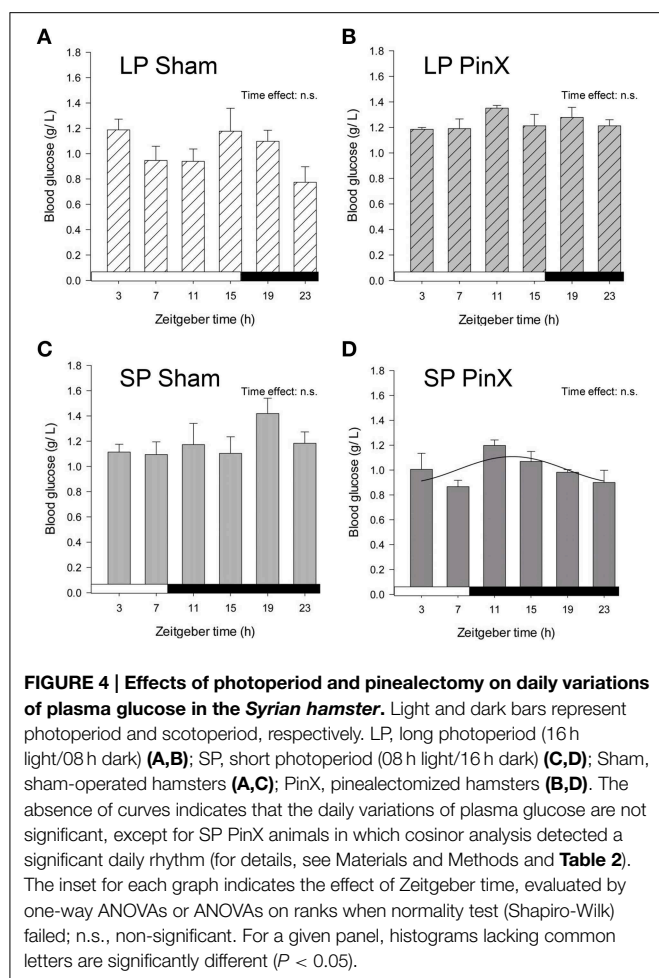 A
LP Sham
Time effect: n.s.
Blood glucose (g/ L)
1.8
1.6
1.4
1.2
1.0
0.8
0.6
0.4
0.2
0.0
3 7 11 15 19 23
Zeitgeber time (h)
B
LP PinX
Time effect: n.s.
Blood glucose (g/ L)
1.8
1.6
1.4
1.2
1.0
0.8
0.6
0.4
0.2
0.0
3 7 11 15 19 23
Zeitgeber time (h)
C
SP Sham
Time effect: n.s.
Blood glucose (g/ L)
1.8
1.6
1.4
1.2
1.0
0.8
0.6
0.4
0.2
0.0
3 7 11 15 19 23
Zeitgeber time (h)
D
SP PinX
Time effect: n.s.
Blood glucose (g/ L)
1.8
1.6
1.4
1.2
1.0
0.8
0.6
0.4
0.2
0.0
3 7 11 15 19 23
Zeitgeber time (h)
FIGURE 4 | Effects of photoperiod and pinealectomy on daily variations
of plasma glucose in the Syrian hamster. Light and dark bars represent
photoperiod and scotoperiod, respectively. LP, long photoperiod (16 h
light/08 h dark) (A,B); SP, short photoperiod (08 h light/16 h dark) (C,D); Sham,
sham-operated hamsters (A,C); PinX, pinealectomized hamsters (B,D). The
absence of curves indicates that the daily variations of plasma glucose are not
significant, except for SP PinX animals in which cosinor analysis detected a
significant daily rhythm (for details, see Materials and Methods and Table 2).
The inset for each graph indicates the effect of Zeitgeber time, evaluated by
one-way ANOVAs or ANOVAs on ranks when normality test (Shapiro-Wilk)
failed; n.s., non-significant. For a given panel, histograms lacking common
letters are significantly different (P < 0.05).